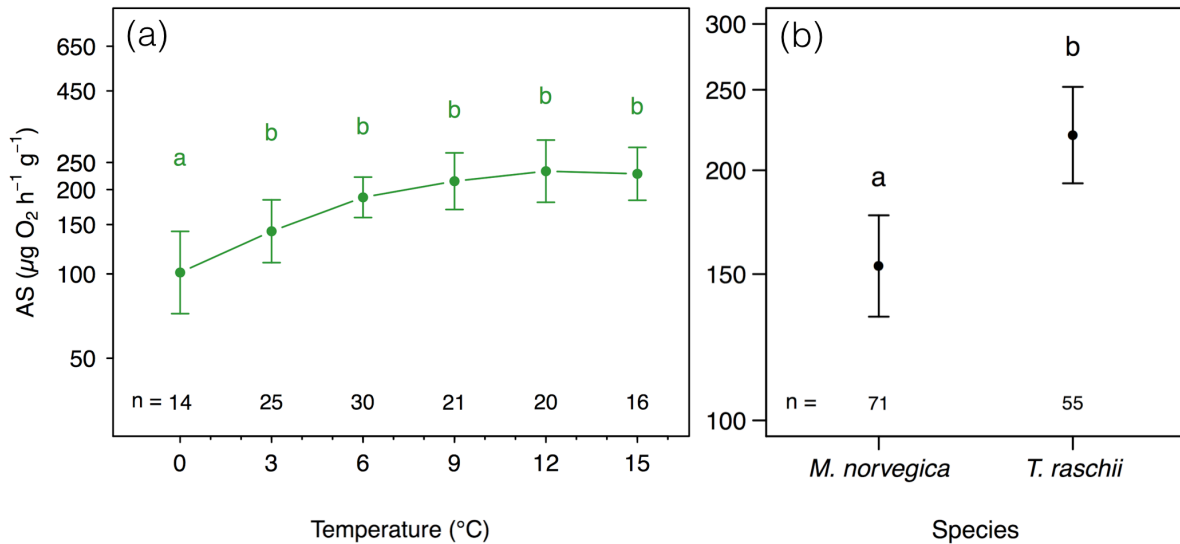 (a)
AS (µg O₂ h⁻¹ g⁻¹)
650
450
250
200
150
100
50
a b b b b b
n = 14 25 30 21 20 16
0 3 6 9 12 15
Temperature (°C)
(b)
300
250
200
150
100
a b
n = 71 55
M. norvegica T. raschii
Species